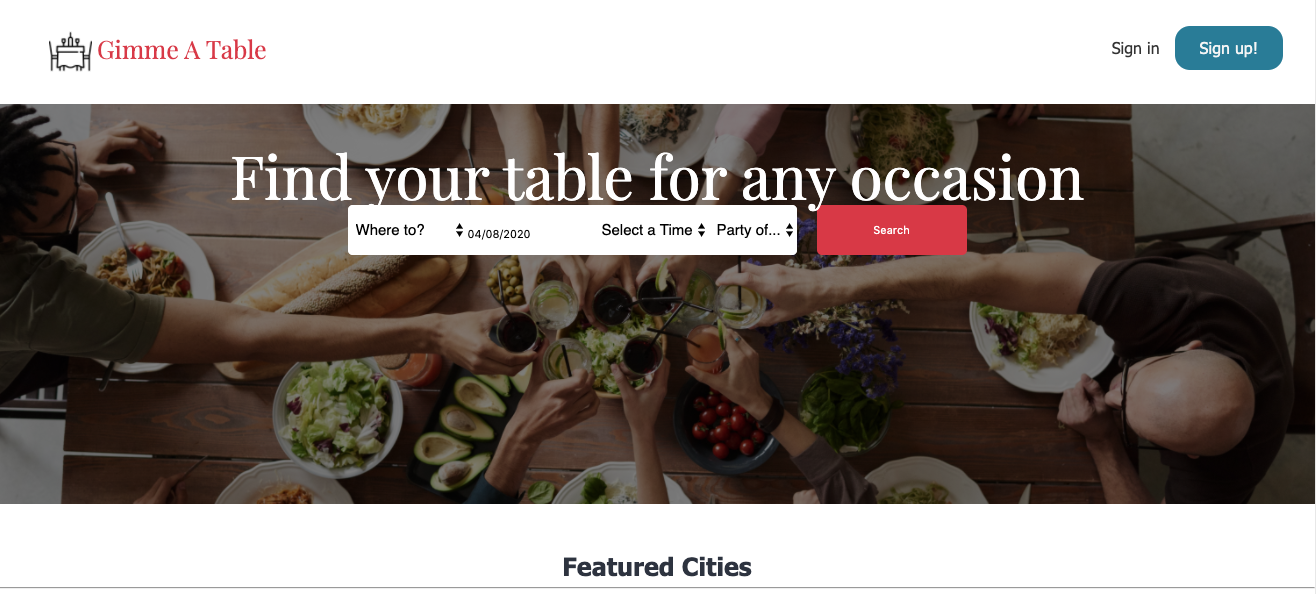 Gimme A Table
Sign in
Sign up!
Find your table for any occasion
Where to?
04/08/2020
Select a Time
Party of...
Search
Featured Cities